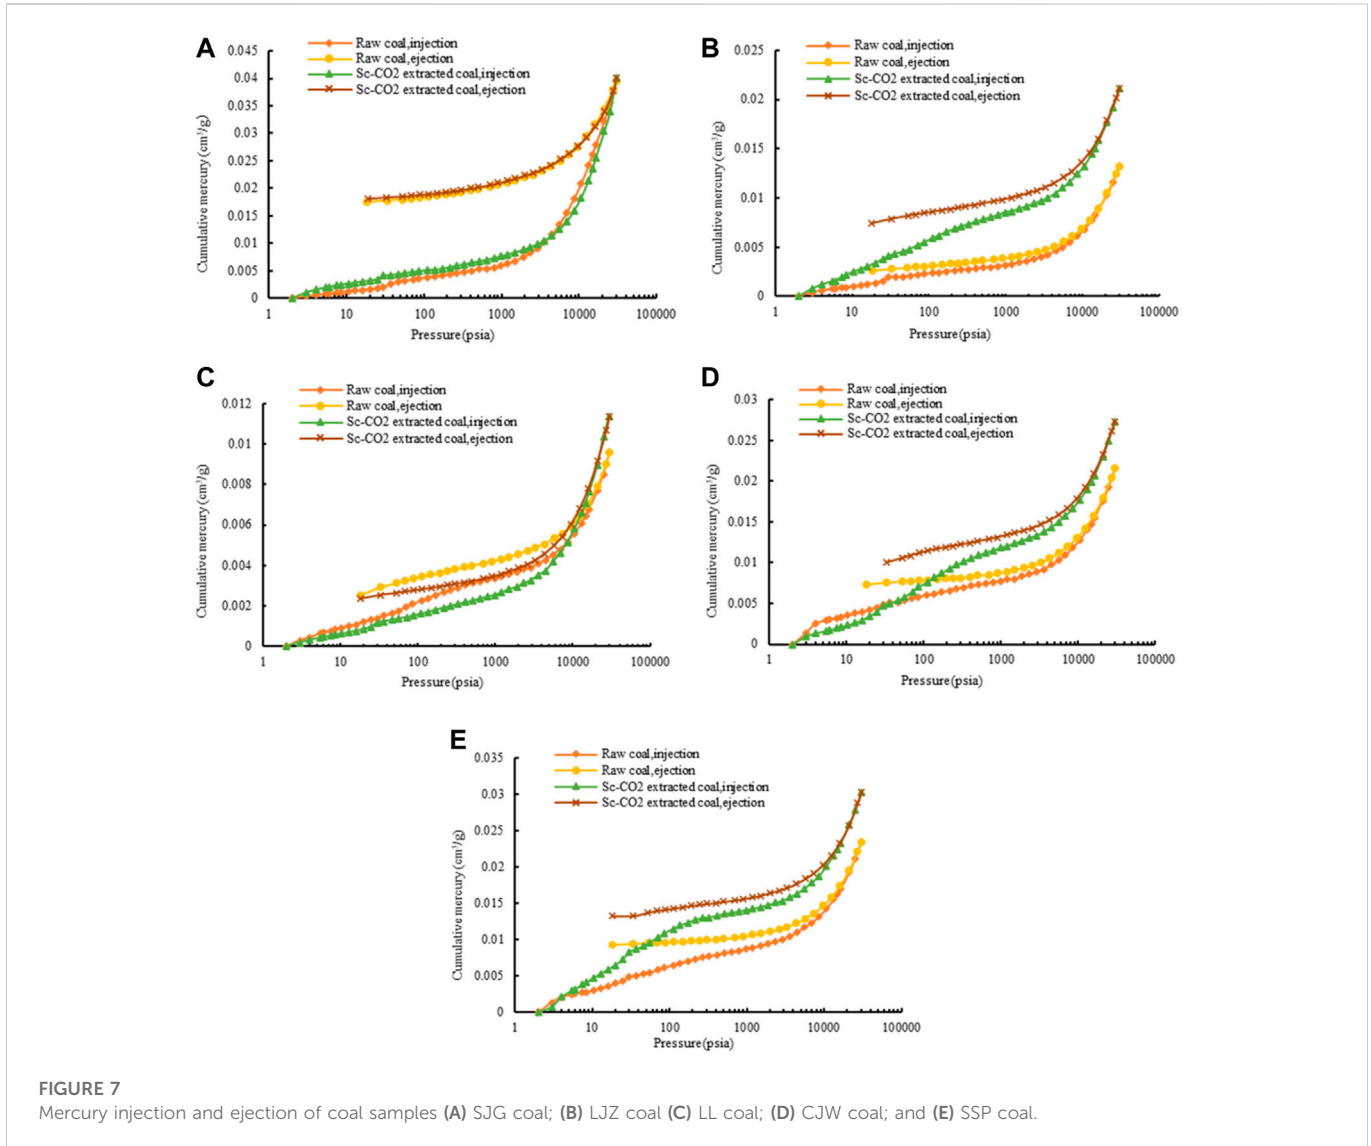 A
Raw coal,injection
Raw coal,ejection
Sc-CO2 extracted coal,injection
Sc-CO2 extracted coal,ejection
0.045
0.04
0.035
0.03
0.025
0.02
0.015
0.01
0.005
0
Cumulative mercury (cm³/g)
1 10 100 1000 10000 100000
Pressure(psia)
B
Raw coal,injection
Raw coal,ejection
Sc-CO2 extracted coal,injection
Sc-CO2 extracted coal,ejection
0.025
0.02
0.015
0.01
0.005
0
Cumulative mercury (cm³/g)
1 10 100 1000 10000 100000
Pressure(psia)
C
Raw coal,injection
Raw coal,ejection
Sc-CO2 extracted coal,injection
Sc-CO2 extracted coal,ejection
0.012
0.01
0.008
0.006
0.004
0.002
0
Cumulative mercury (cm³/g)
1 10 100 1000 10000 100000
Pressure(psia)
D
Raw coal,injection
Raw coal,ejection
Sc-CO2 extracted coal,injection
Sc-CO2 extracted coal,ejection
0.03
0.025
0.02
0.015
0.01
0.005
0
Cumulative mercury (cm³/g)
1 10 100 1000 10000 100000
Pressure(psia)
E
Raw coal,injection
Raw coal,ejection
Sc-CO2 extracted coal,injection
Sc-CO2 extracted coal,ejection
0.035
0.03
0.025
0.02
0.015
0.01
0.005
0
Cumulative mercury (cm³/g)
1 10 100 1000 10000 100000
Pressure(psia)
FIGURE 7
Mercury injection and ejection of coal samples (A) SJG coal; (B) LJZ coal (C) LL coal; (D) CJW coal; and (E) SSP coal.